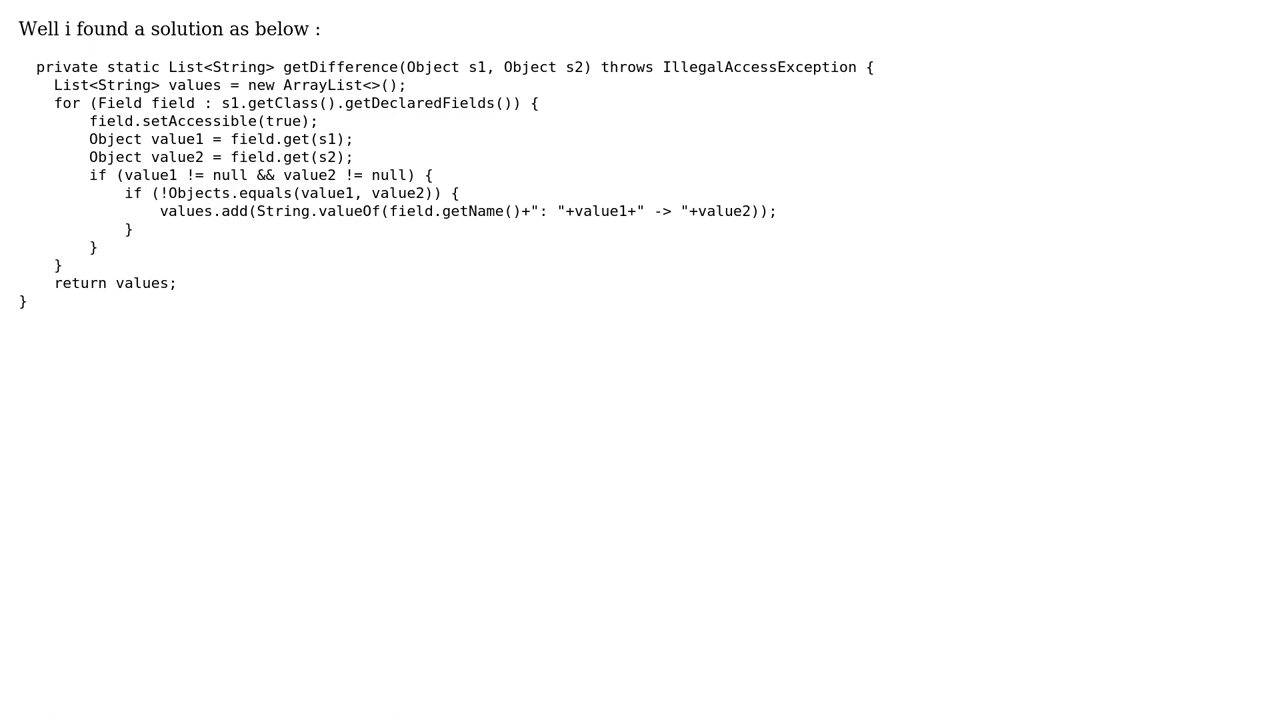 Well i found a solution as below :
  private static List<String> getDifference(Object s1, Object s2) throws IllegalAccessException {
    List<String> values = new ArrayList<>();
    for (Field field : s1.getClass().getDeclaredFields()) {
        field.setAccessible(true);
        Object value1 = field.get(s1);
        Object value2 = field.get(s2);
        if (value1 != null && value2 != null) {
            if (!Objects.equals(value1, value2)) {
                values.add(String.valueOf(field.getName()+": "+value1+" -> "+value2));
            }
        }
    }
    return values;
}